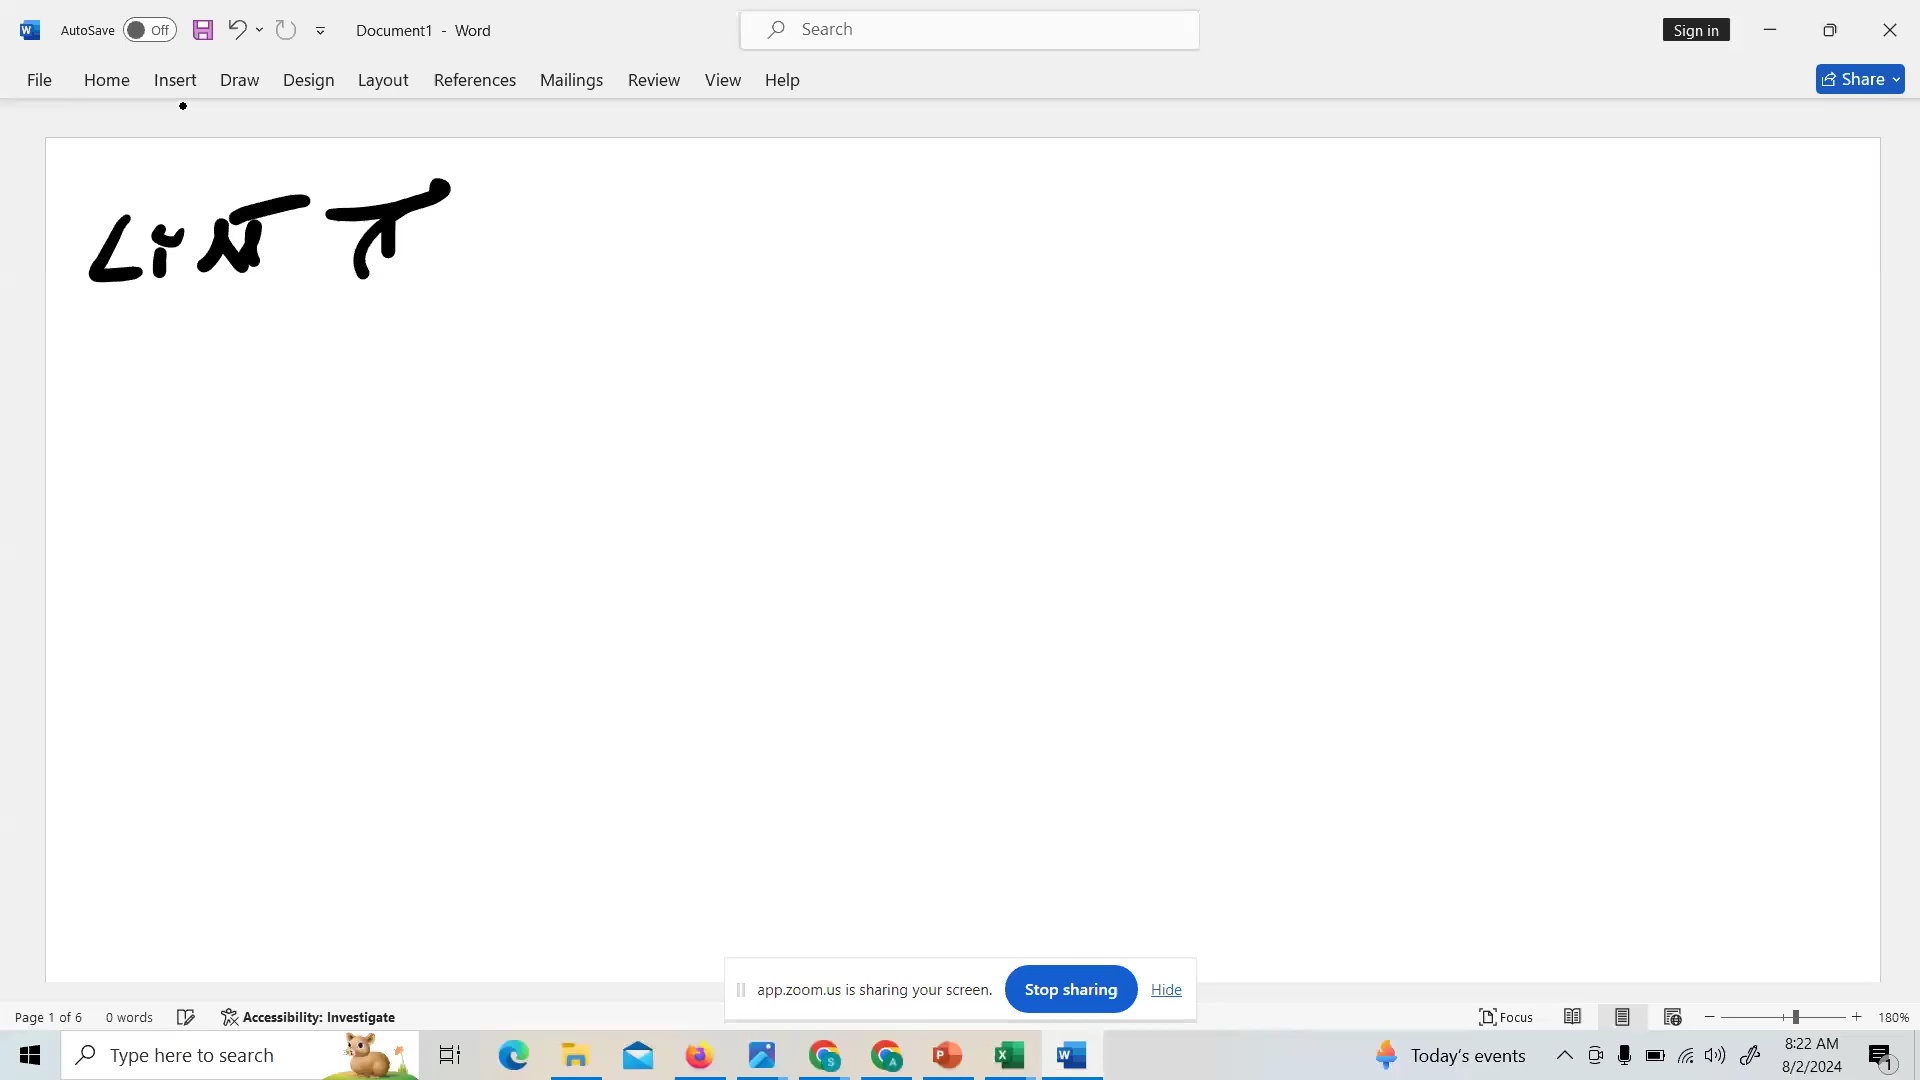 AutoSave Off Document1 - Word Search Sign in
File Home Insert Draw Design Layout References Mailings Review View Help Share
app.zoom.us is sharing your screen. Stop sharing Hide
Page 1 of 6 0 words Accessibility: Investigate Focus 180%
Type here to search Today's events 8:22 AM
8/2/2024 1